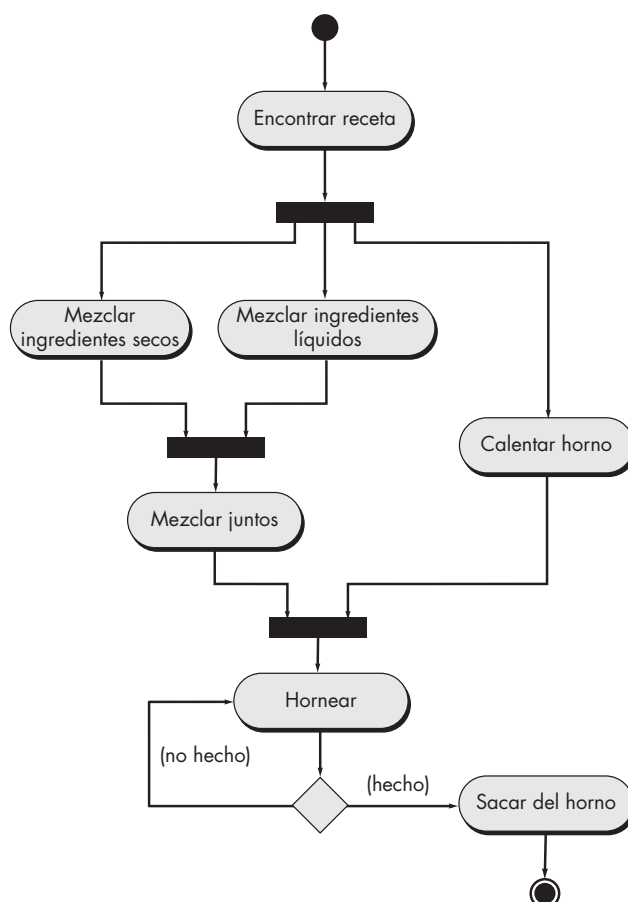 Encontrar receta
Mezclar
ingredientes secos
Mezclar ingredientes
líquidos
Calentar horno
Mezclar juntos
Hornear
(no hecho)
(hecho)
Sacar del horno